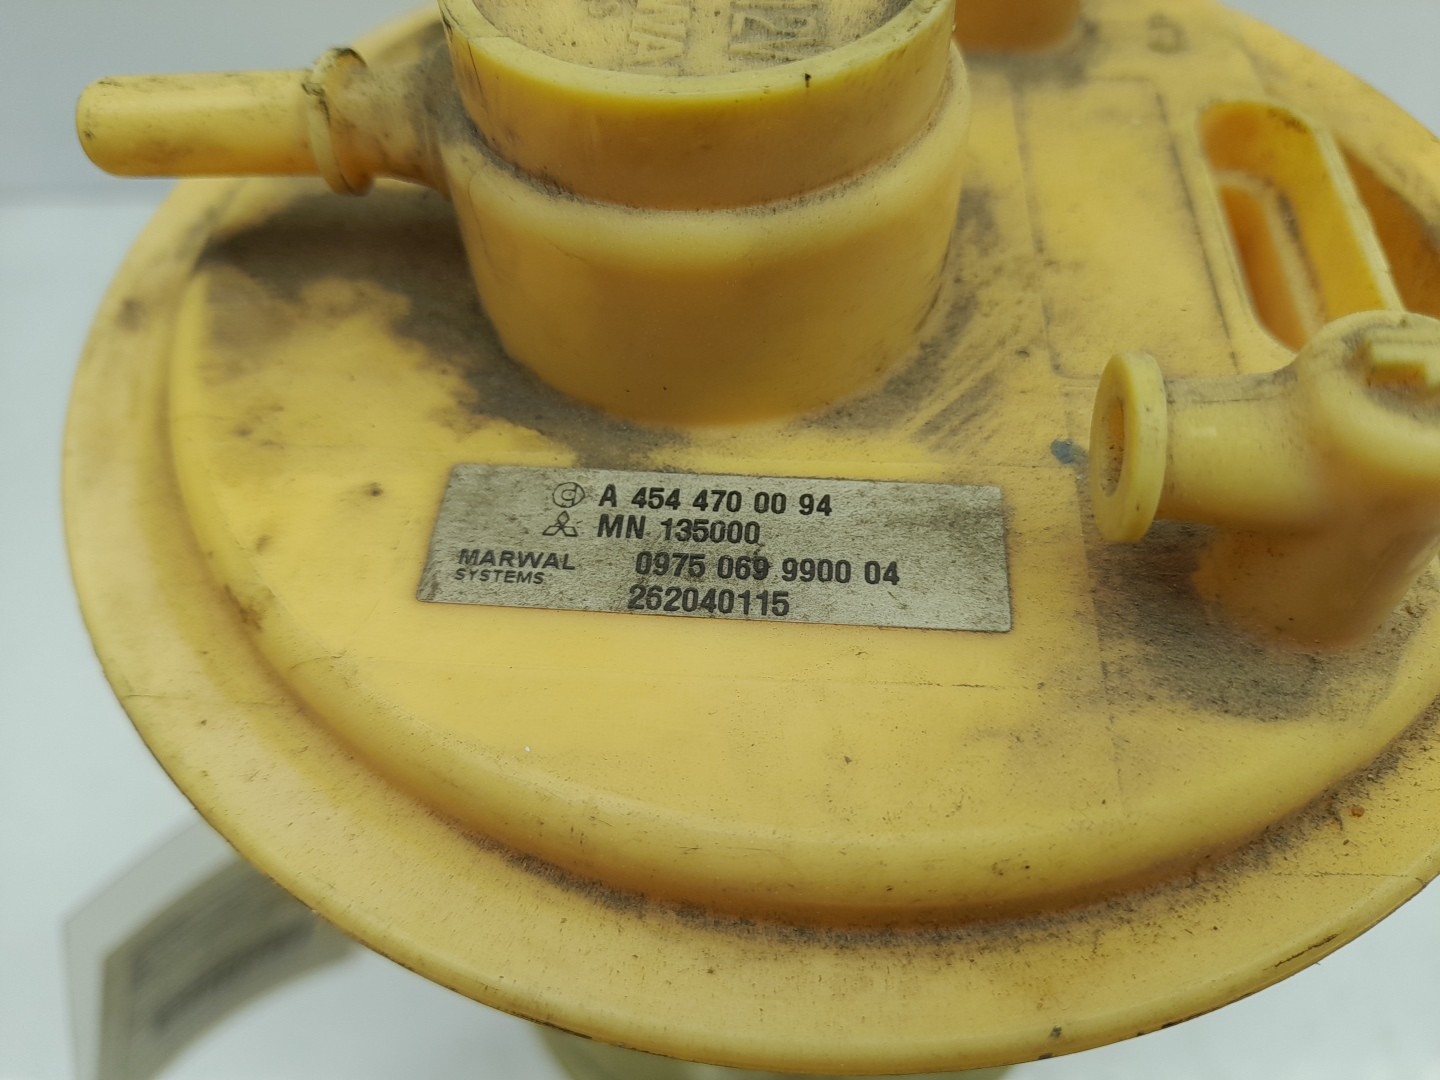 A 454 470 00 94
MN 135000
MARWAL
SYSTEMS
0975 069 9900 04
262040115